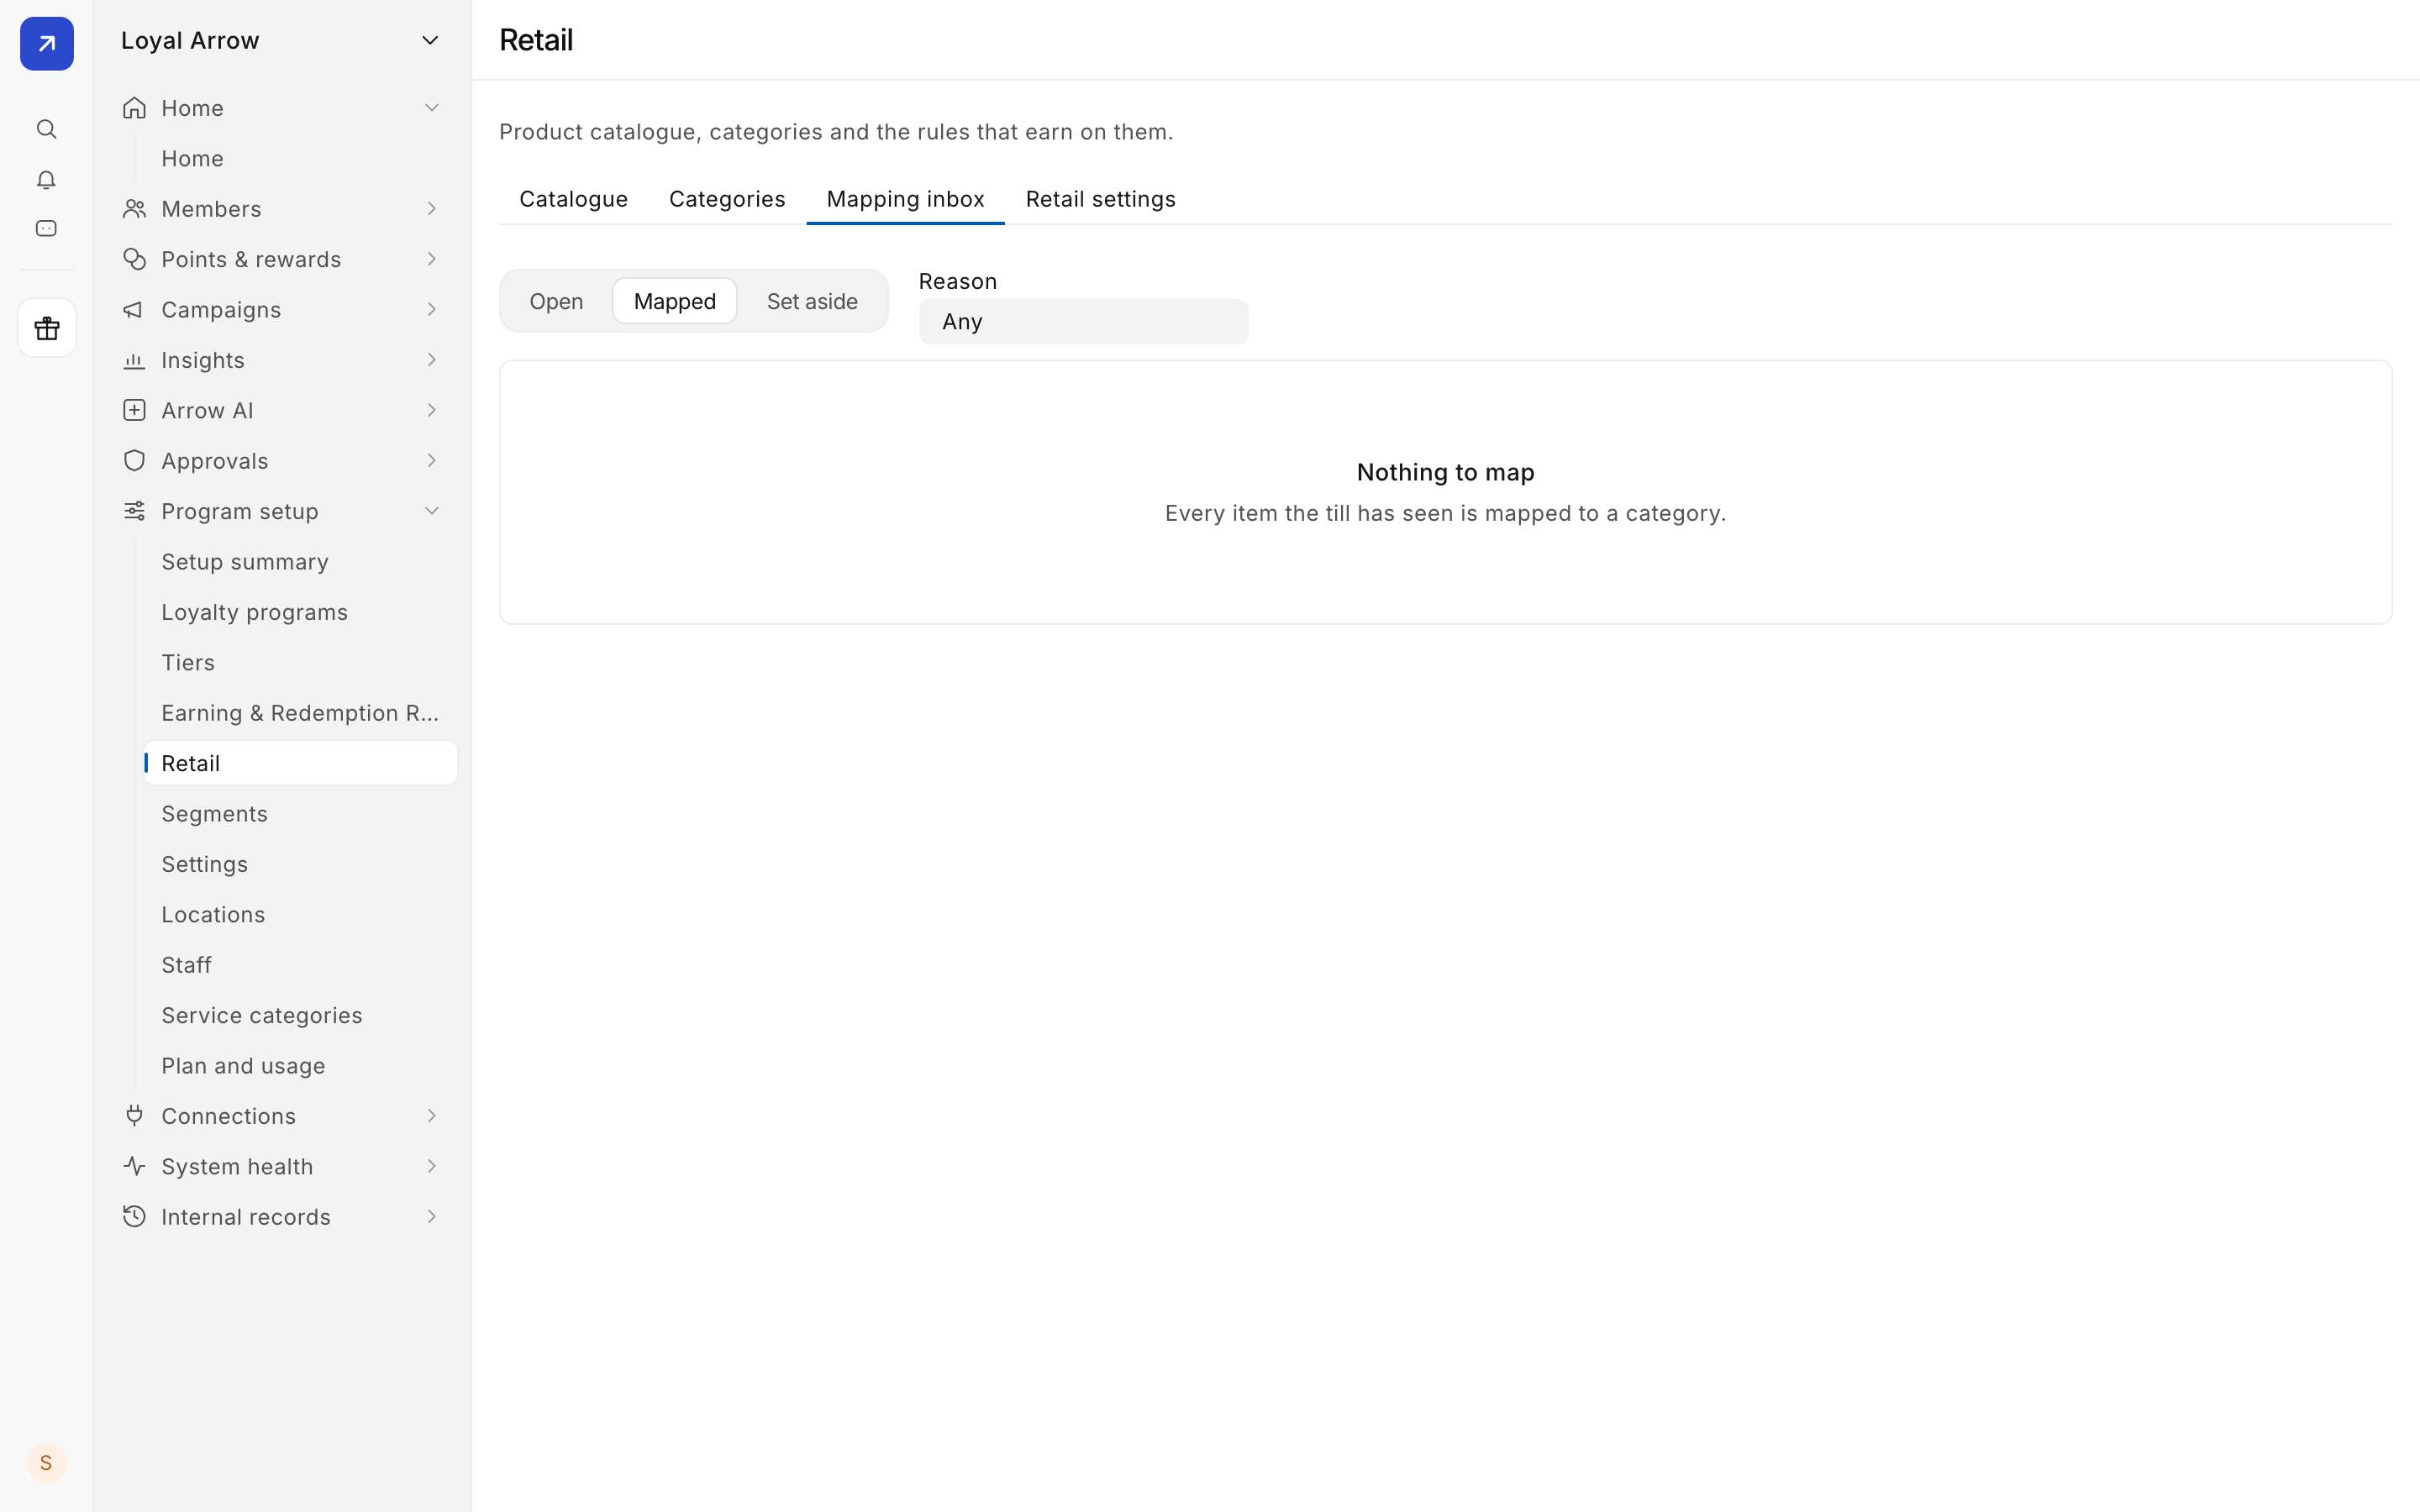 Loyal Arrow
Home
Home
Members
Points & rewards
Campaigns
Insights
Arrow AI
Approvals
Program setup
Setup summary
Loyalty programs
Tiers
Earning & Redemption R...
Retail
Segments
Settings
Locations
Staff
Service categories
Plan and usage
Connections
System health
Internal records
S
Retail
Product catalogue, categories and the rules that earn on them.
Catalogue Categories Mapping inbox Retail settings
Open Mapped Set aside
Reason
Any
Nothing to map
Every item the till has seen is mapped to a category.